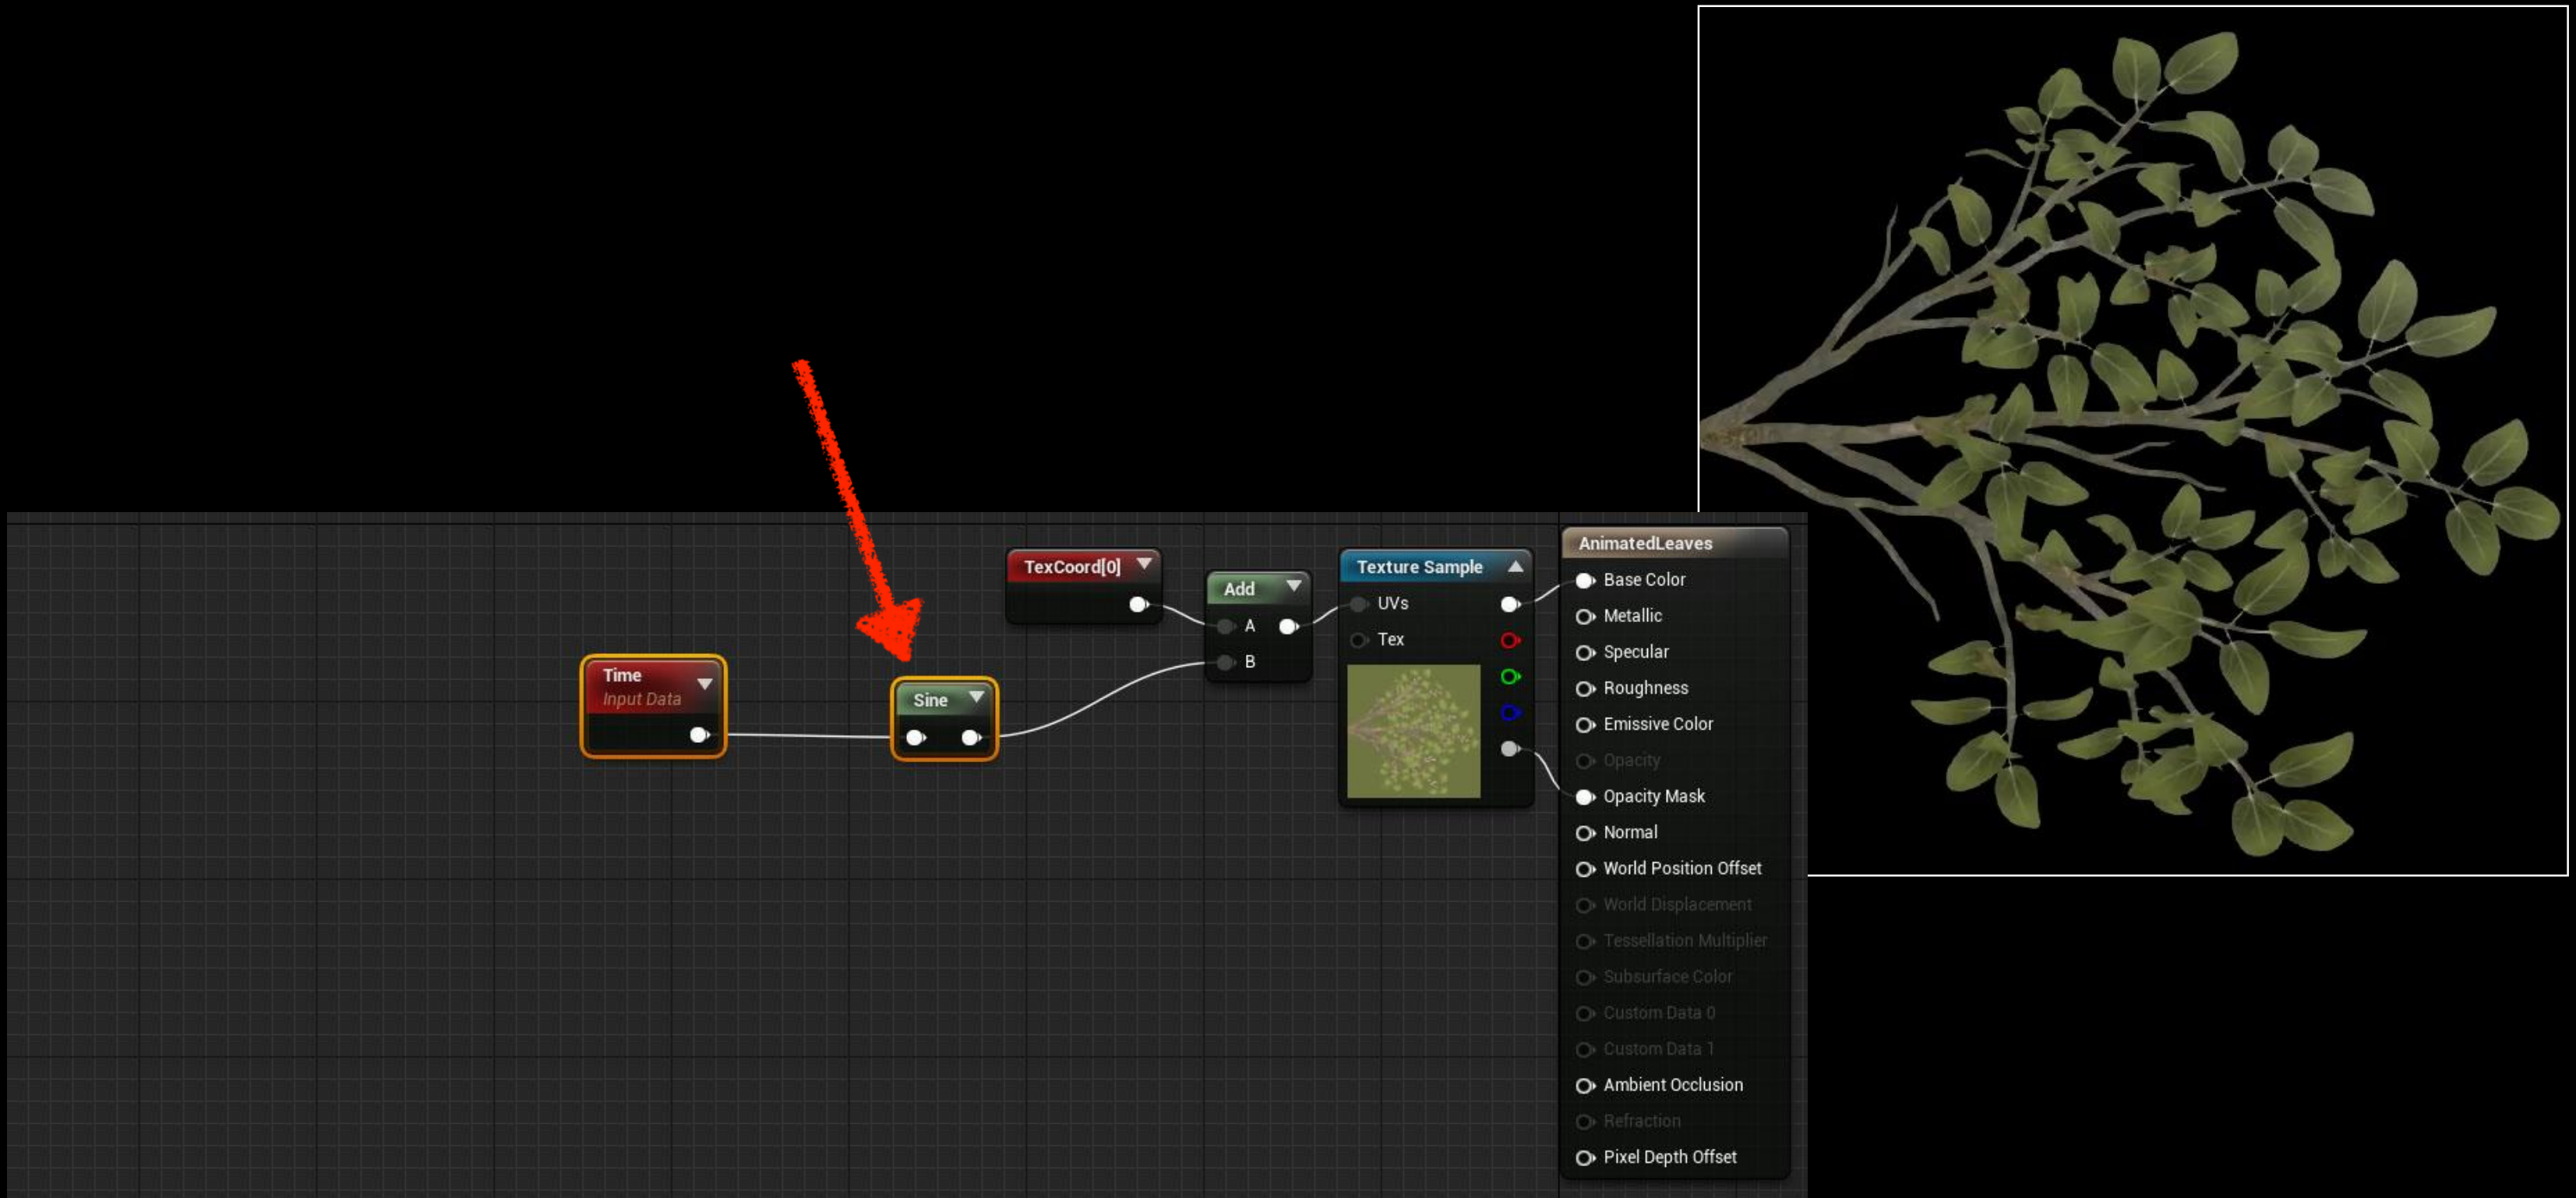 Time
Input Data
Sine
TexCoord[0]
Add
A
B
Texture Sample
UVs
Tex
AnimatedLeaves
Base Color
Metallic
Specular
Roughness
Emissive Color
Opacity
Opacity Mask
Normal
World Position Offset
World Displacement
Tessellation Multiplier
Subsurface Color
Custom Data 0
Custom Data 1
Ambient Occlusion
Refraction
Pixel Depth Offset